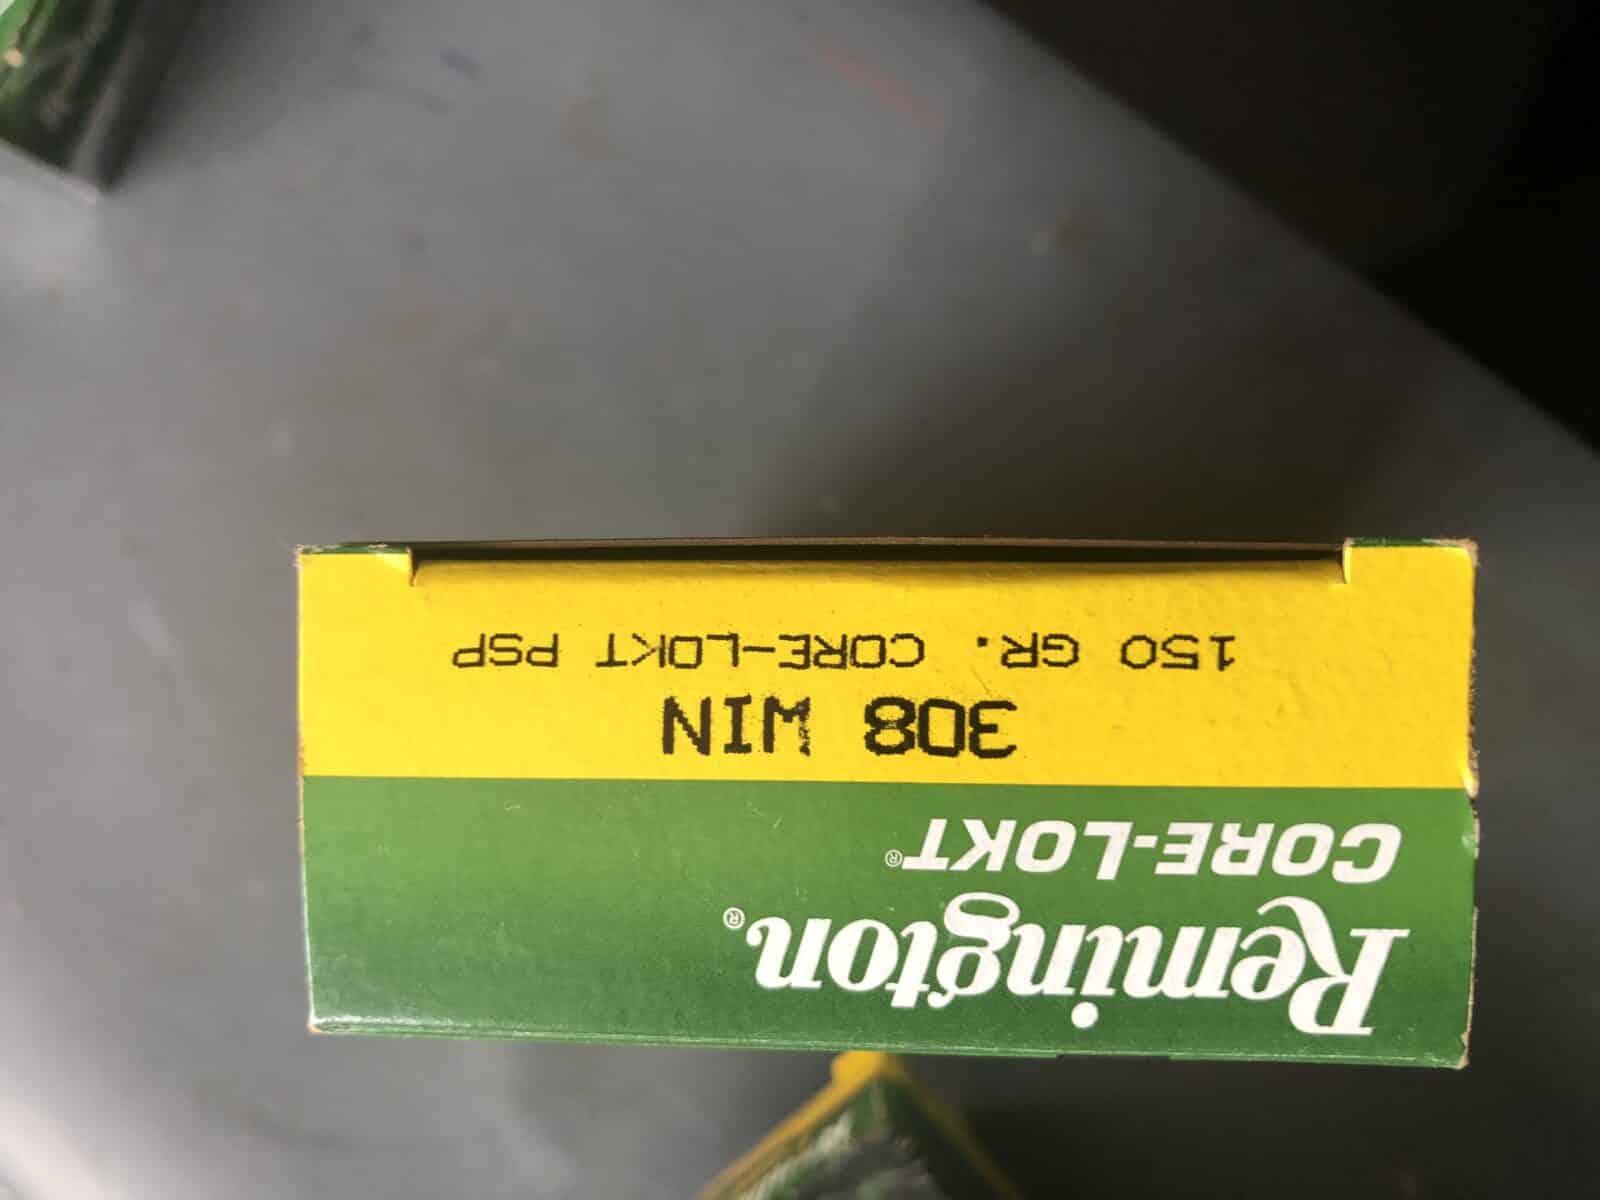 Remington®
CORE-LOKT®
308 WIN
150 GR. CORE-LOKT PSP